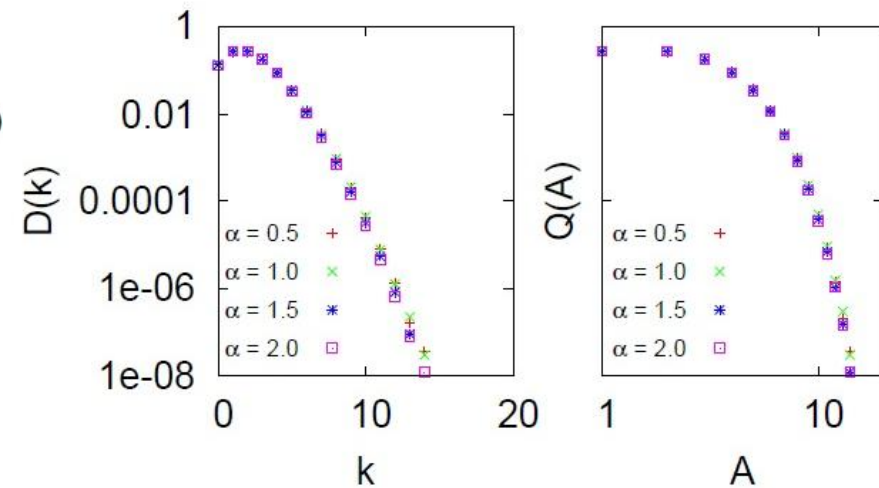 1
0.01
0.0001
1e-06
1e-08
D(k)
α = 0.5
α = 1.0
α = 1.5
α = 2.0
0 10 20
k
Q(A)
α = 0.5
α = 1.0
α = 1.5
α = 2.0
1 10
A